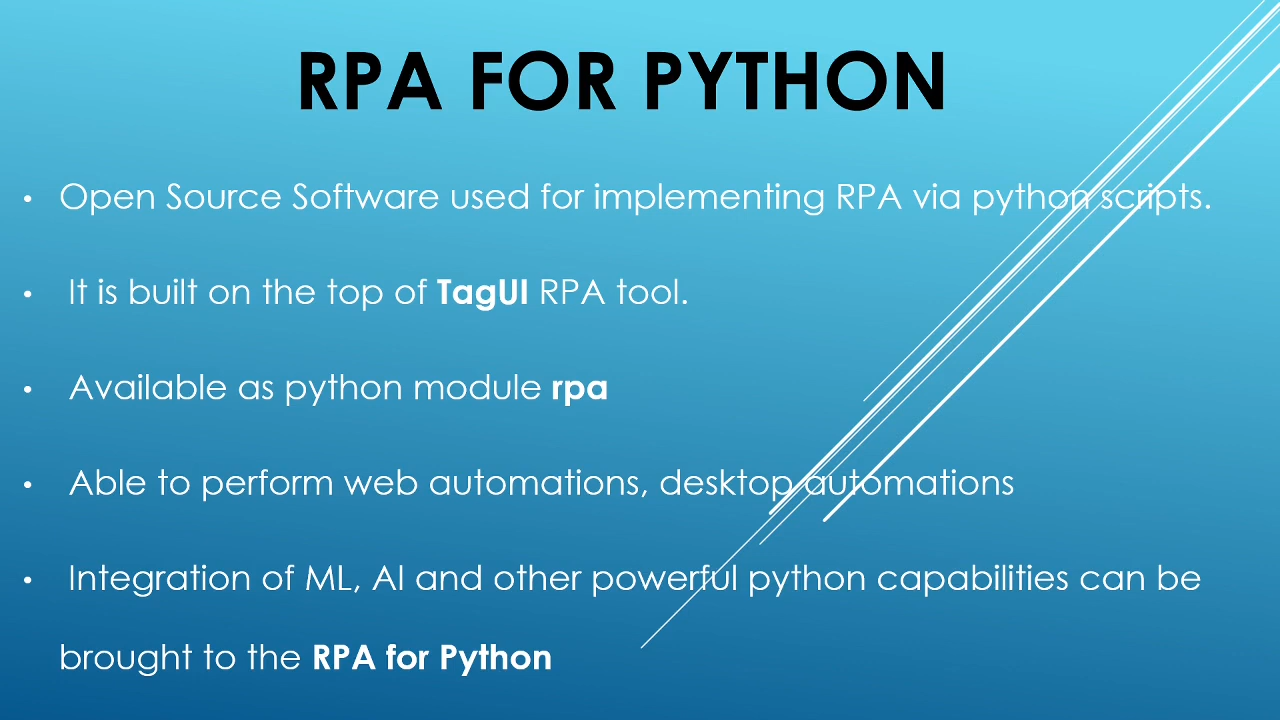 RPA FOR PYTHON
• Open Source Software used for implementing RPA via python scripts.
• It is built on the top of TagUI RPA tool.
• Available as python module rpa
• Able to perform web automations, desktop automations
• Integration of ML, AI and other powerful python capabilities can be
brought to the RPA for Python